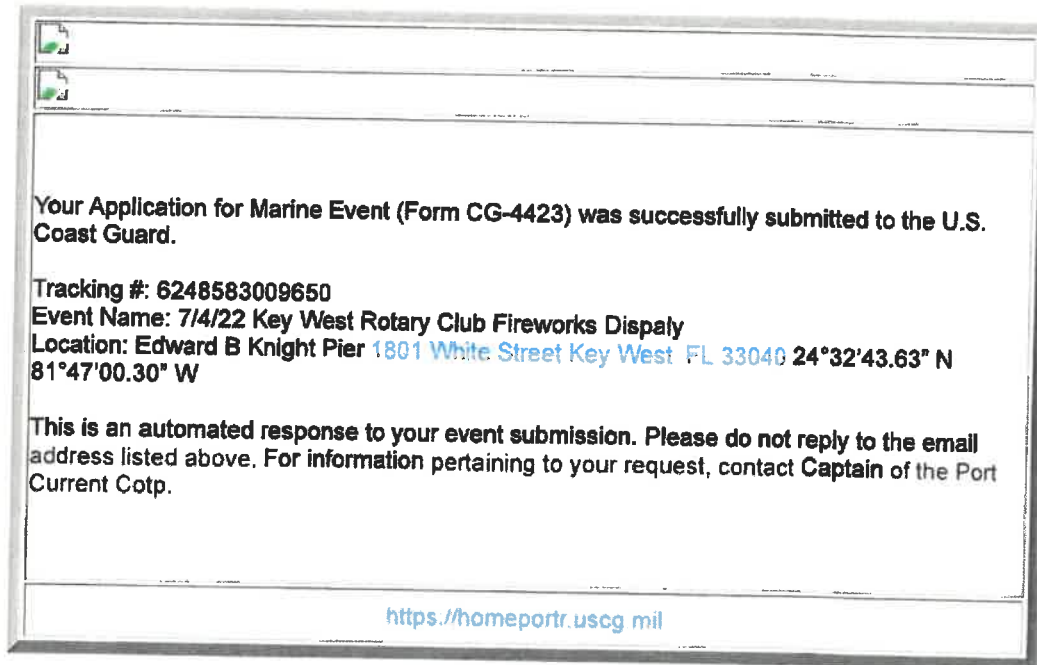 Your Application for Marine Event (Form CG-4423) was successfully submitted to the U.S.
Coast Guard.
Tracking #: 6248583009650
Event Name: 7/4/22 Key West Rotary Club Fireworks Dispaly
Location: Edward B Knight Pier 1801 White Street Key West FL 33040 24°32'43.63" N
81°47'00.30" W
This is an automated response to your event submission. Please do not reply to the email
address listed above. For information pertaining to your request, contact Captain of the Port
Current Cotp.
https://homeportr.uscg mil